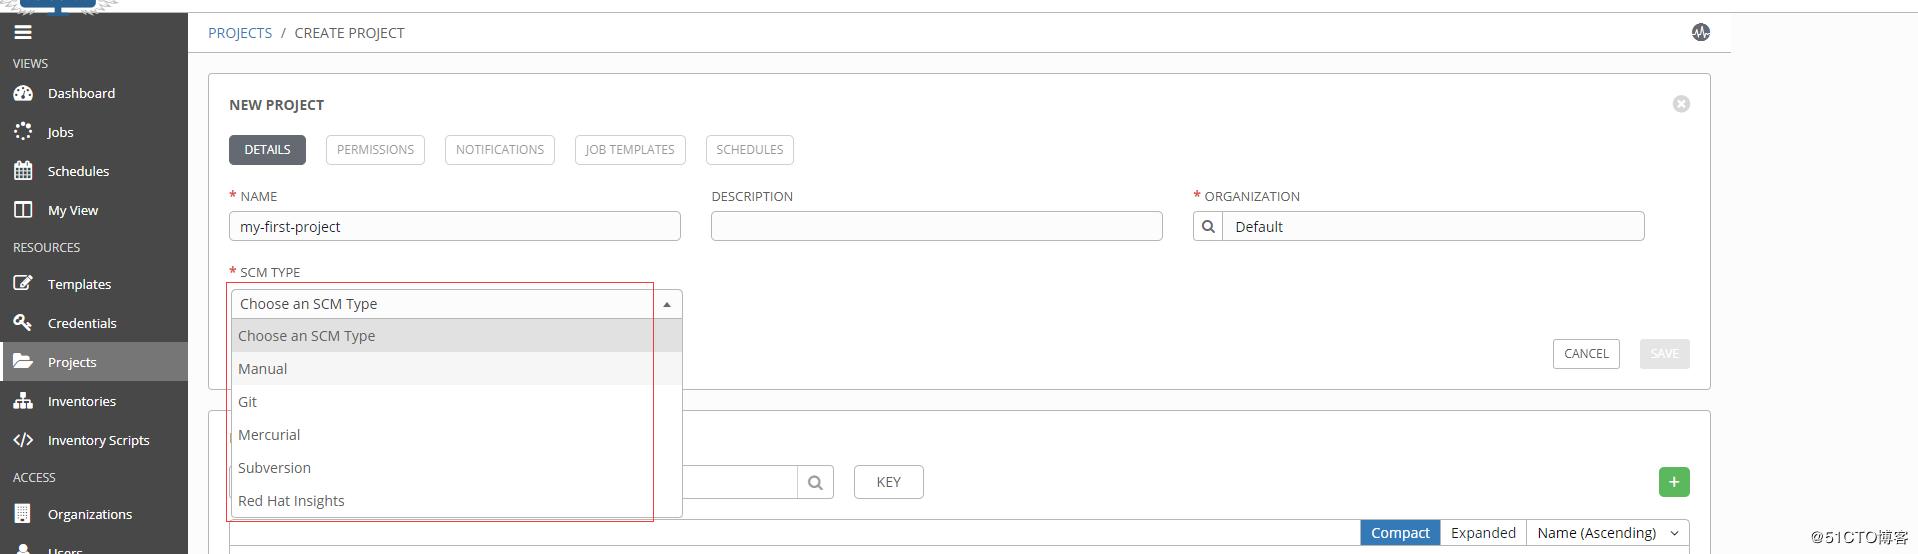 PROJECTS / CREATE PROJECT
VIEWS
Dashboard
Jobs
Schedules
My View
RESOURCES
Templates
Credentials
Projects
Inventories
Inventory Scripts
ACCESS
Organizations
Users
NEW PROJECT
DETAILS PERMISSIONS NOTIFICATIONS JOB TEMPLATES SCHEDULES
* NAME DESCRIPTION * ORGANIZATION
my-first-project Default
* SCM TYPE
Choose an SCM Type
Choose an SCM Type
Manual
Git
Mercurial
Subversion
Red Hat Insights
CANCEL SAVE
KEY +
Compact Expanded Name (Ascending)
@51CTO博客